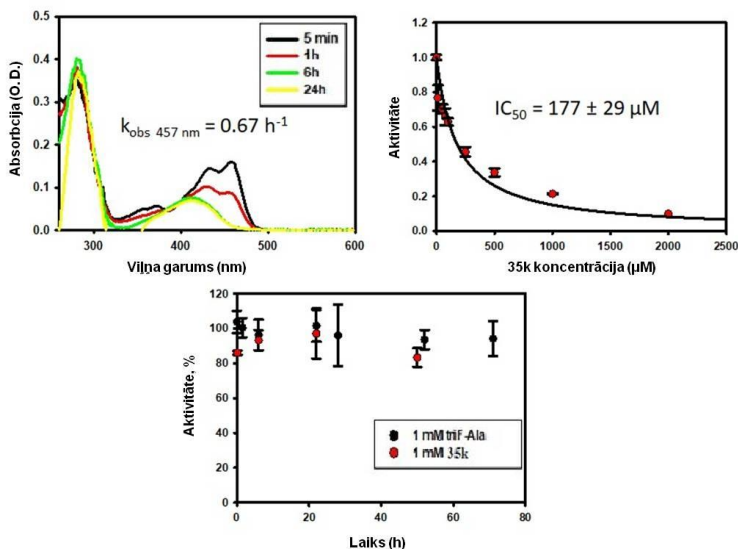 Absorbcija (O. D.)
0.5
0.4
0.3
0.2
0.1
0.0
300
400
500
600
Viļņa garums (nm)
5 min
1h
6h
24h
k_obs 457 nm = 0.67 h⁻¹
Aktivitāte
1.0
0.8
0.6
0.4
0.2
0.0
0
500
1000
1500
2000
2500
35k koncentrācija (µM)
IC₅₀ = 177 ± 29 µM
Aktivitāte, %
120
100
80
60
40
20
0
0
20
40
60
80
Laiks (h)
1 mM triF-Ala
1 mM 35k